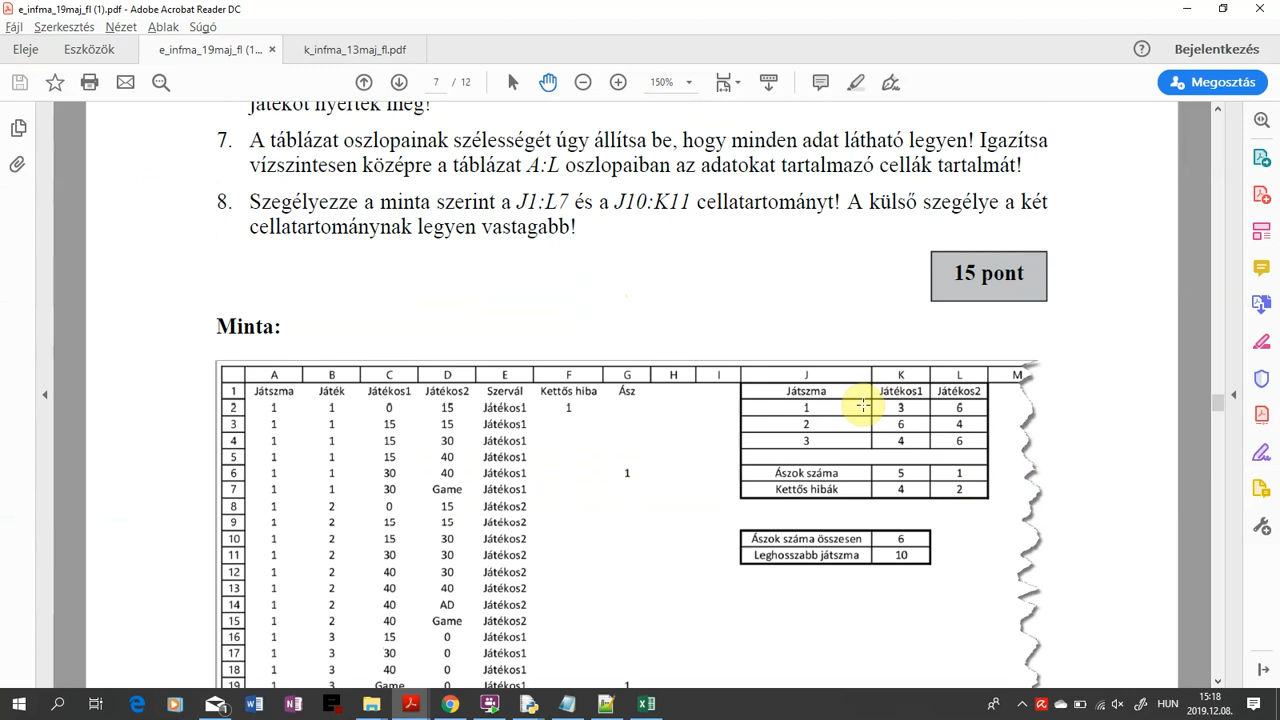 e_infma_19maj_fl (1).pdf - Adobe Acrobat Reader DC
Fájl Szerkesztés Nézet Ablak Súgó
Eleje Eszközök e_infma_19maj_fl (1... × k_infma_13maj_fl.pdf Bejelentkezés
7 / 12 150% Megosztás
játékot nyertek meg!
7. A táblázat oszlopainak szélességét úgy állítsa be, hogy minden adat látható legyen! Igazítsa
vízszintesen középre a táblázat A:L oszlopaiban az adatokat tartalmazó cellák tartalmát!
8. Szegélyezze a minta szerint a J1:L7 és a J10:K11 cellatartományt! A külső szegélye a két
cellatartománynak legyen vastagabb!
15 pont
Minta:
A B C D E F G H I J K L M
1 Játszma Játék Játékos1 Játékos2 Szervál Kettős hiba Ász Játszma Játékos1 Játékos2
2 1 1 0 15 Játékos1 1 1 3 6
3 1 1 15 15 Játékos1 2 6 4
4 1 1 15 30 Játékos1 3 4 6
5 1 1 15 40 Játékos1
6 1 1 30 40 Játékos1 1 Ászok száma 5 1
7 1 1 30 Game Játékos1 Kettős hibák 4 2
8 1 2 0 15 Játékos2
9 1 2 15 15 Játékos2
10 1 2 15 30 Játékos2 Ászok száma összesen 6
11 1 2 30 30 Játékos2 Leghosszabb játszma 10
12 1 2 40 30 Játékos2
13 1 2 40 40 Játékos2
14 1 2 40 AD Játékos2
15 1 2 40 Game Játékos2
16 1 3 15 0 Játékos1
17 1 3 30 0 Játékos1
18 1 3 40 0 Játékos1
19 1 3 Game 0 Játékos1 1
HUN 15:18
2019.12.08.